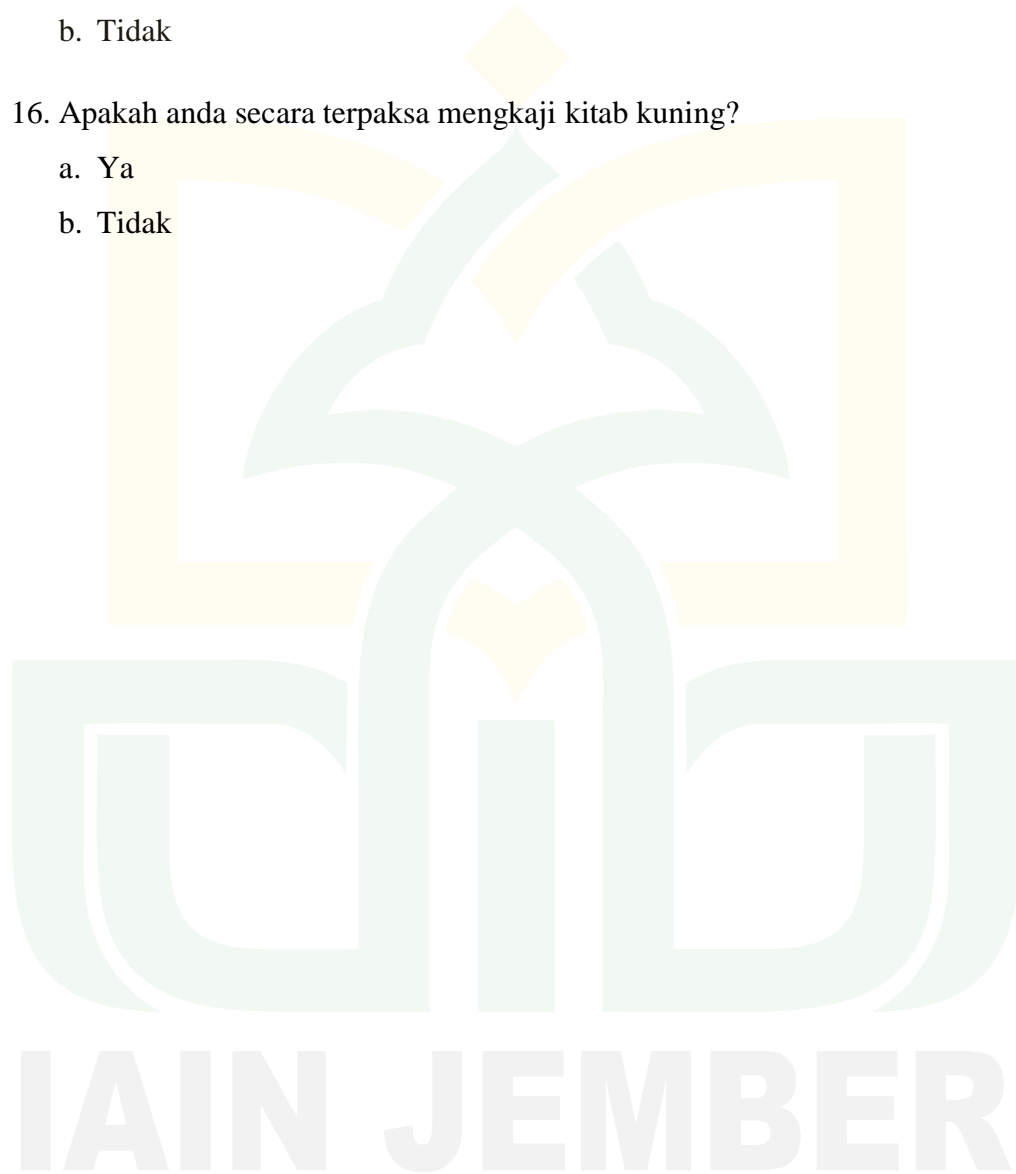 b. Tidak
16. Apakah anda secara terpaksa mengkaji kitab kuning?
a. Ya
b. Tidak
IAIN JEMBER